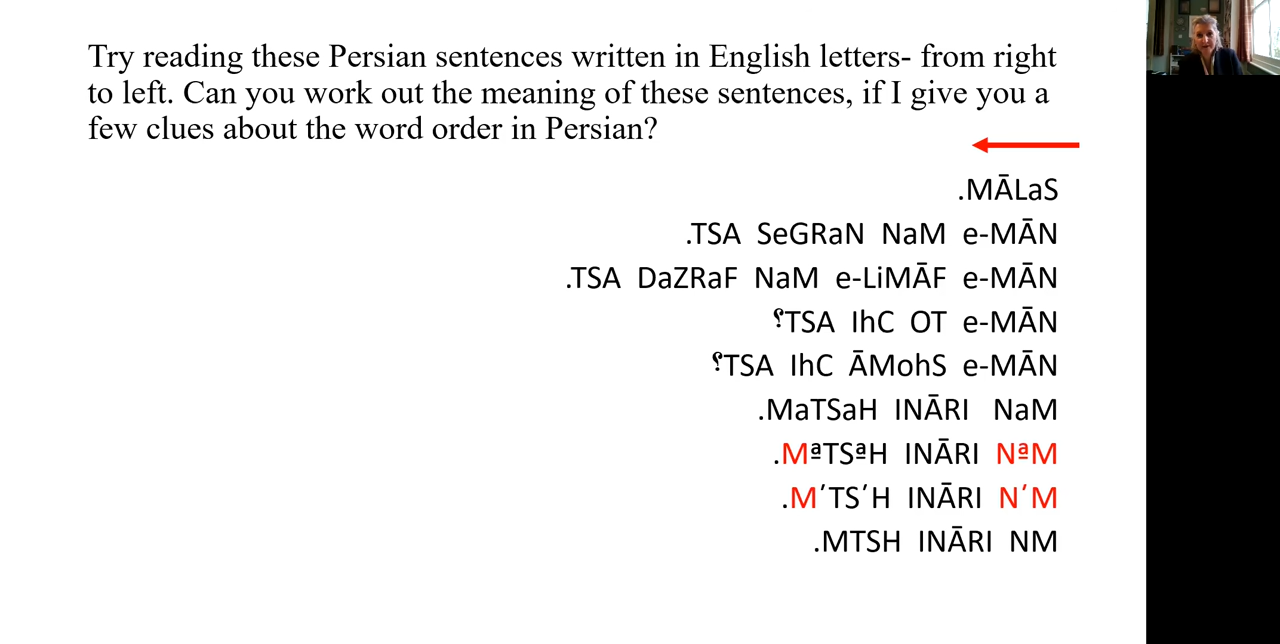 Try reading these Persian sentences written in English letters- from right
to left. Can you work out the meaning of these sentences, if I give you a
few clues about the word order in Persian?
.MĀLaS
.TSA SeGRaN NaM e-MĀN
.TSA DaZRaF NaM e-LiMĀF e-MĀN
؟TSA IhC OT e-MĀN
؟TSA IhC ĀMohS e-MĀN
.MaTSaH INĀRI NaM
.MªTSªH INĀRI NªM
.M′TS′H INĀRI N′M
.MTSH INĀRI NM